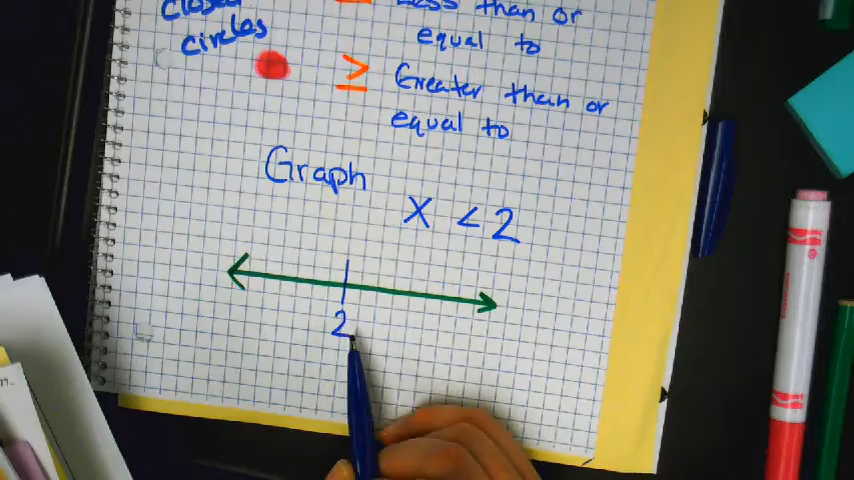 closed
circles
Less than or
equal to
≥ Greater than or
equal to
Graph
x < 2
2